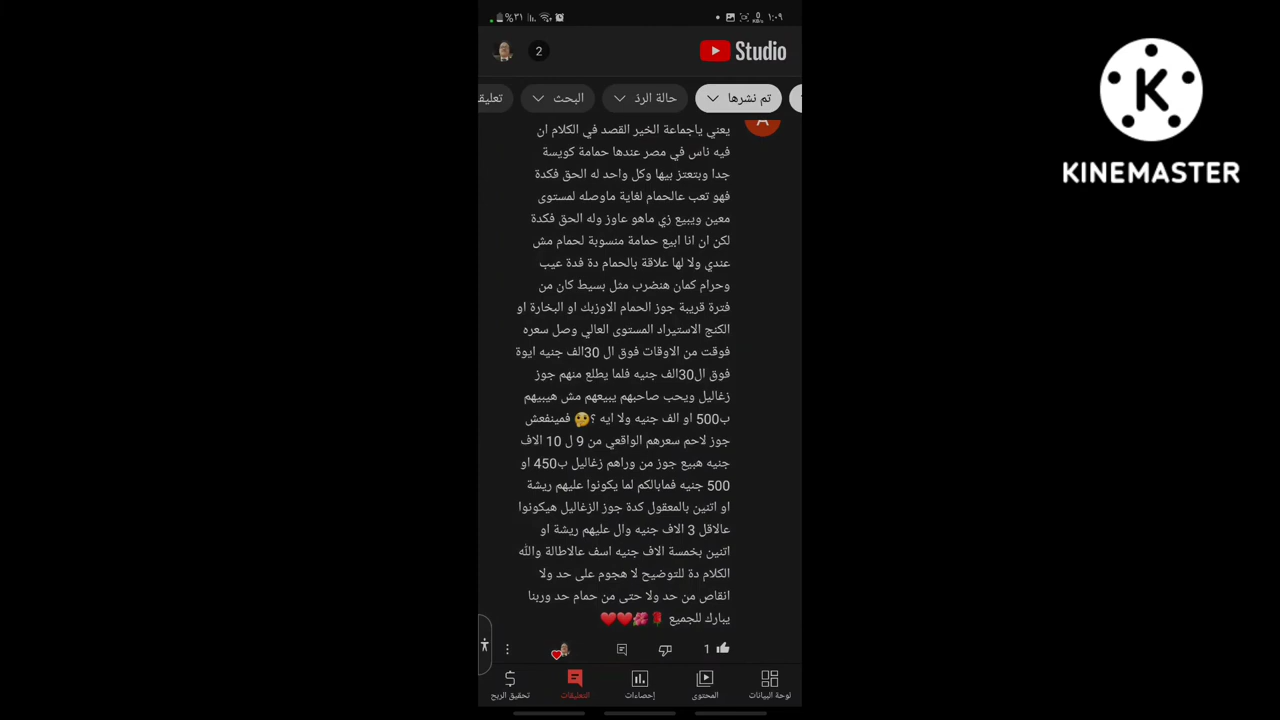 ١:٠٩
٣١%
2
Studio
تم نشرها
حالة الردّ
البحث
تعليقا
KINEMASTER
A
يعني ياجماعة الخير القصد في الكلام ان
فيه ناس في مصر عندها حمامة كويسة
جدا وبتعتز بيها وكل واحد له الحق فكدة
فهو تعب عالحمام لغاية ماوصله لمستوى
معين ويبيع زي ماهو عاوز وله الحق فكدة
لكن ان انا ابيع حمامة منسوبة لحمام مش
عندي ولا لها علاقة بالحمام دة فدة عيب
وحرام كمان هنضرب مثل بسيط كان من
فترة قريبة جوز الحمام الاوزبك او البخارة او
الكنج الاستيراد المستوى العالي وصل سعره
فوقت من الاوقات فوق ال 30الف جنيه ايوة
فوق ال30الف جنيه فلما يطلع منهم جوز
زغاليل ويحب صاحبهم يبيعهم مش هيبيهم
ب500 او الف جنيه ولا ايه ؟🤔 فمينفعش
جوز لاحم سعرهم الواقعي من 9 ل 10 الاف
جنيه هبيع جوز من وراهم زغاليل ب450 او
500 جنيه فمابالكم لما يكونوا عليهم ريشة
او اتنين بالمعقول كدة جوز الزغاليل هيكونوا
عالاقل 3 الاف جنيه وال عليهم ريشة او
اتنين بخمسة الاف جنيه اسف عالاطالة والله
الكلام دة للتوضيح لا هجوم على حد ولا
انقاص من حد ولا حتى من حمام حد وربنا
يبارك للجميع 🌹🌺❤️❤️
1
لوحة البيانات
المحتوى
إحصاءات
التعليقات
تحقيق الربح